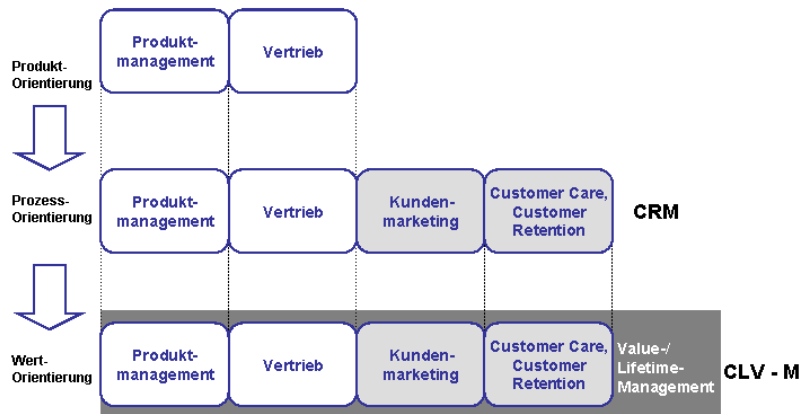 Produkt-
Orientierung
Produkt-
management
Vertrieb
Prozess-
Orientierung
Produkt-
management
Vertrieb
Kunden-
marketing
Customer Care,
Customer
Retention
CRM
Wert-
Orientierung
Produkt-
management
Vertrieb
Kunden-
marketing
Customer Care,
Customer
Retention
Value-/
Lifetime-
Management
CLV - M